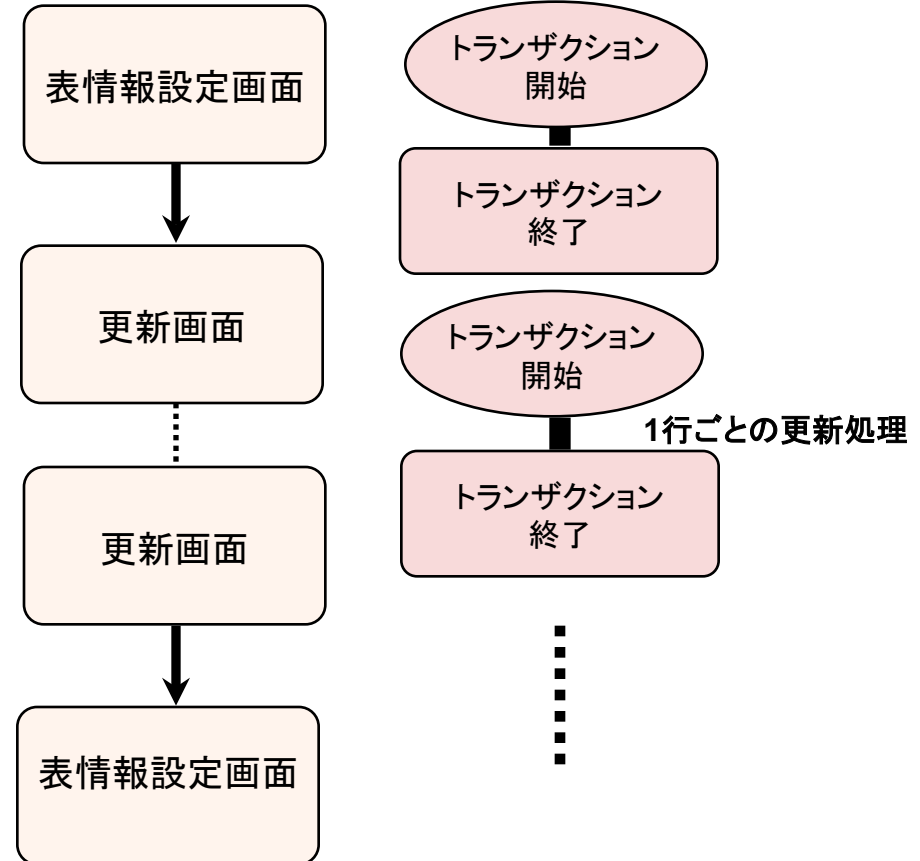 表情報設定画面
更新画面
更新画面
表情報設定画面
トランザクション
開始
トランザクション
終了
トランザクション
開始
1行ごとの更新処理
トランザクション
終了